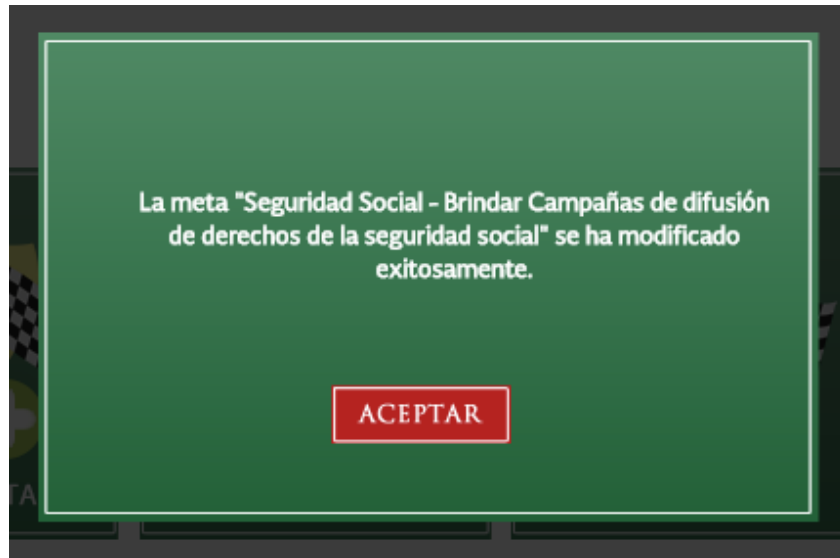 La meta "Seguridad Social - Brindar Campañas de difusión
de derechos de la seguridad social" se ha modificado
exitosamente.
ACEPTAR
TA